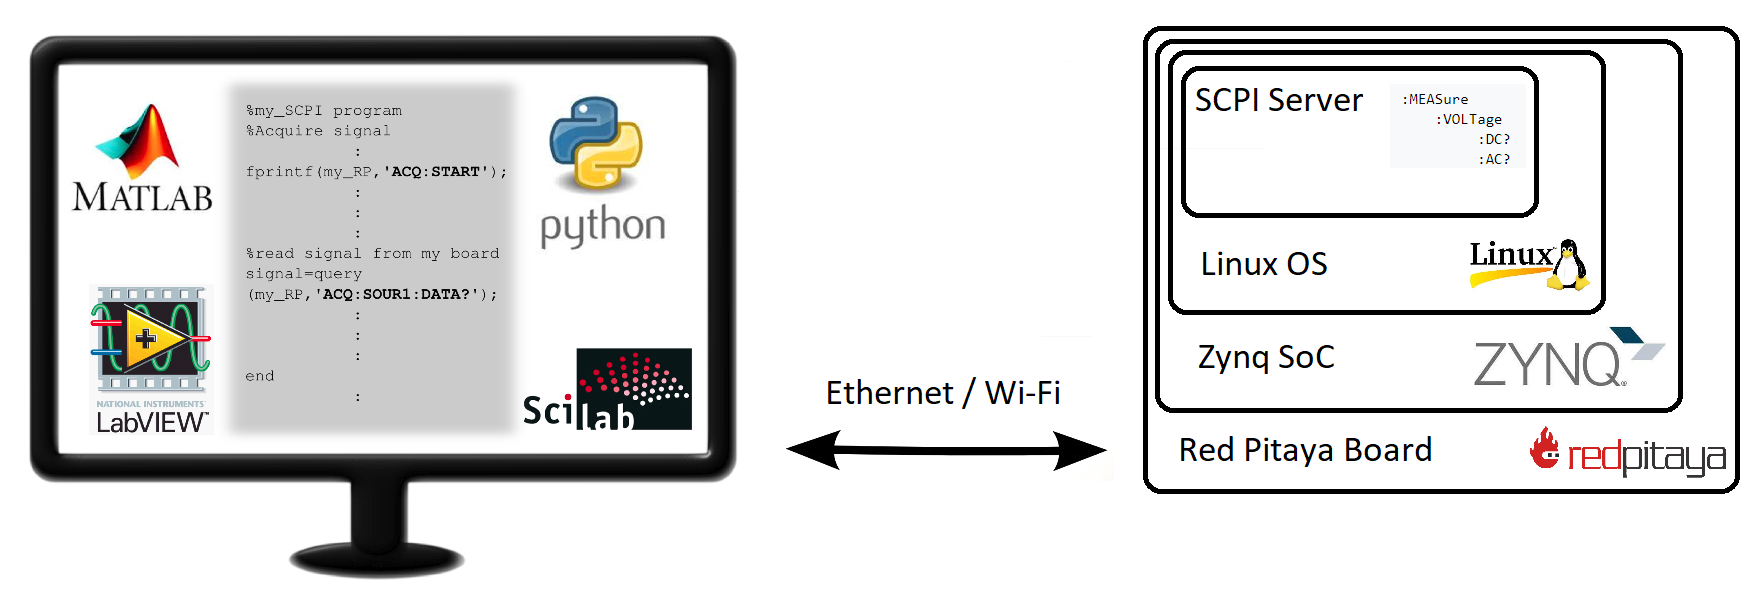 MATLAB
%my_SCPI program
%Acquire signal
:
fprintf(my_RP,'ACQ:START');
:
:
:
%read signal from my board
signal=query
(my_RP,'ACQ:SOUR1:DATA?');
:
:
:
end
:
python
NATIONAL INSTRUMENTS
LabVIEW™
Scilab
Ethernet / Wi-Fi
SCPI Server
:MEASure
:VOLTage
:DC?
:AC?
Linux OS
Linux™
Zynq SoC
ZYNQ®
Red Pitaya Board
redpitaya